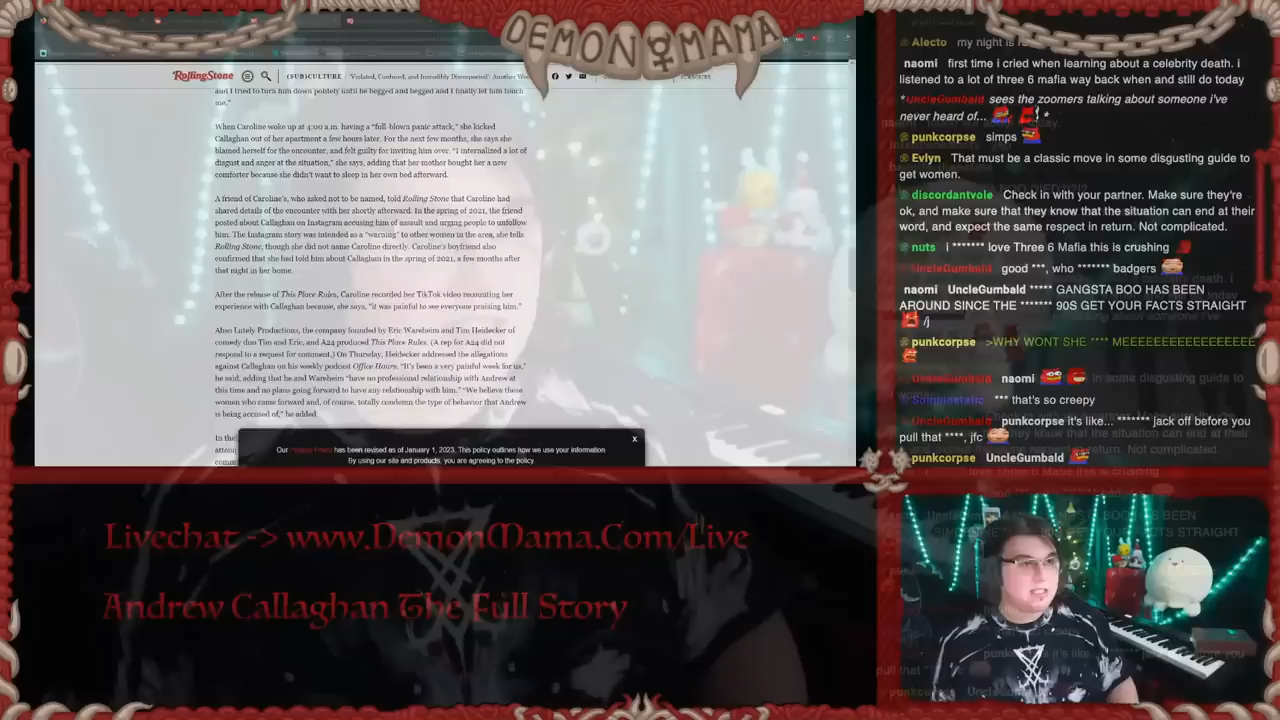 DEMON MAMA
RollingStone
(SUB)CULTURE
'Violated, Confused, and Incredibly Disrespected': Another
and I tried to turn him down politely until he begged and begged and I finally let him touch
me."
When Caroline woke up at 4:00 a.m. having a "full-blown panic attack," she kicked
Callaghan out of her apartment a few hours later. For the next few months, she says she
blamed herself for the encounter, and felt guilty for inviting him over. "I internalized a lot of
disgust and anger at the situation," she says, adding that her mother bought her a new
comforter because she didn't want to sleep in her own bed afterward.
A friend of Caroline's, who asked not to be named, told Rolling Stone that Caroline had
shared details of the encounter with her shortly afterward. In the spring of 2021, the friend
posted about Callaghan on Instagram accusing him of assault and urging people to unfollow
him. The Instagram story was intended as a "warning" to other women in the area, she tells
Rolling Stone, though she did not name Caroline directly. Caroline's boyfriend also
confirmed that she had told him about Callaghan in the spring of 2021, a few months after
that night in her home.
After the release of This Place Rules, Caroline recorded her TikTok video recounting her
experience with Callaghan because, she says, "it was painful to see everyone praising him."
Abso Lutely Productions, the company founded by Eric Wareheim and Tim Heidecker of
comedy duo Tim and Eric, and A24 produced This Place Rules. (A rep for A24 did not
respond to a request for comment.) On Thursday, Heidecker addressed the allegations
against Callaghan on his weekly podcast Office Hours. "It's been a very painful week for us,"
he said, adding that he and Wareheim "have no professional relationship with Andrew at
this time and no plans going forward to have any relationship with him." "We believe these
women who came forward and, of course, totally condemn the type of behavior that Andrew
is being accused of," he added.
In the
Our Privacy Policy has been revised as of January 1, 2023. This policy outlines how we use your information.
By using our site and products, you are agreeing to the policy.
x
Livechat -> www.DemonMama.Com/Live
Andrew Callaghan The Full Story
Alecto my night is
naomi first time i cried when learning about a celebrity death. i
listened to a lot of three 6 mafia way back when and still do today
*UncleGumbald sees the zoomers talking about someone i've
never heard of... *
punkcorpse simps
Evlyn That must be a classic move in some disgusting guide to
get women.
discordantvole Check in with your partner. Make sure they're
ok, and make sure that they know that the situation can end at their
word, and expect the same respect in return. Not complicated.
nuts i ******* love Three 6 Mafia this is crushing
UncleGumbald good ***, who ******* badgers
naomi UncleGumbald ***** GANGSTA BOO HAS BEEN
AROUND SINCE THE ******* 90S GET YOUR FACTS STRAIGHT
/j
punkcorpse >WHY WONT SHE **** MEEEEEEEEEEEEEEEEE
UncleGumbald naomi
*** that's so creepy
UncleGumbald punkcorpse it's like... ******* jack off before you
pull that ****, jfc
punkcorpse UncleGumbald